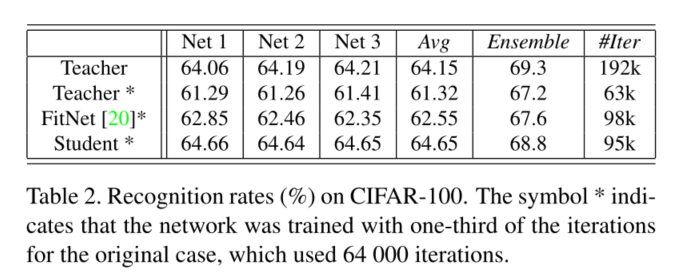 Net 1 Net 2 Net 3 Avg Ensemble #Iter
Teacher 64.06 64.19 64.21 64.15 69.3 192k
Teacher * 61.29 61.26 61.41 61.32 67.2 63k
FitNet [20]* 62.85 62.46 62.35 62.55 67.6 98k
Student * 64.66 64.64 64.65 64.65 68.8 95k
Table 2. Recognition rates (%) on CIFAR-100. The symbol * indi-
cates that the network was trained with one-third of the iterations
for the original case, which used 64 000 iterations.